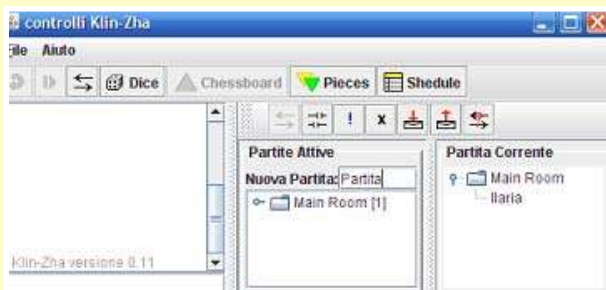 controlli Klin-Zha
File Aiuto
Dice Chessboard Pieces Shedule
! x
Partite Attive
Nuova Partita: Partita
Main Room [1]
Partita Corrente
Main Room
Ilaria
Klin-Zha versione 0.11